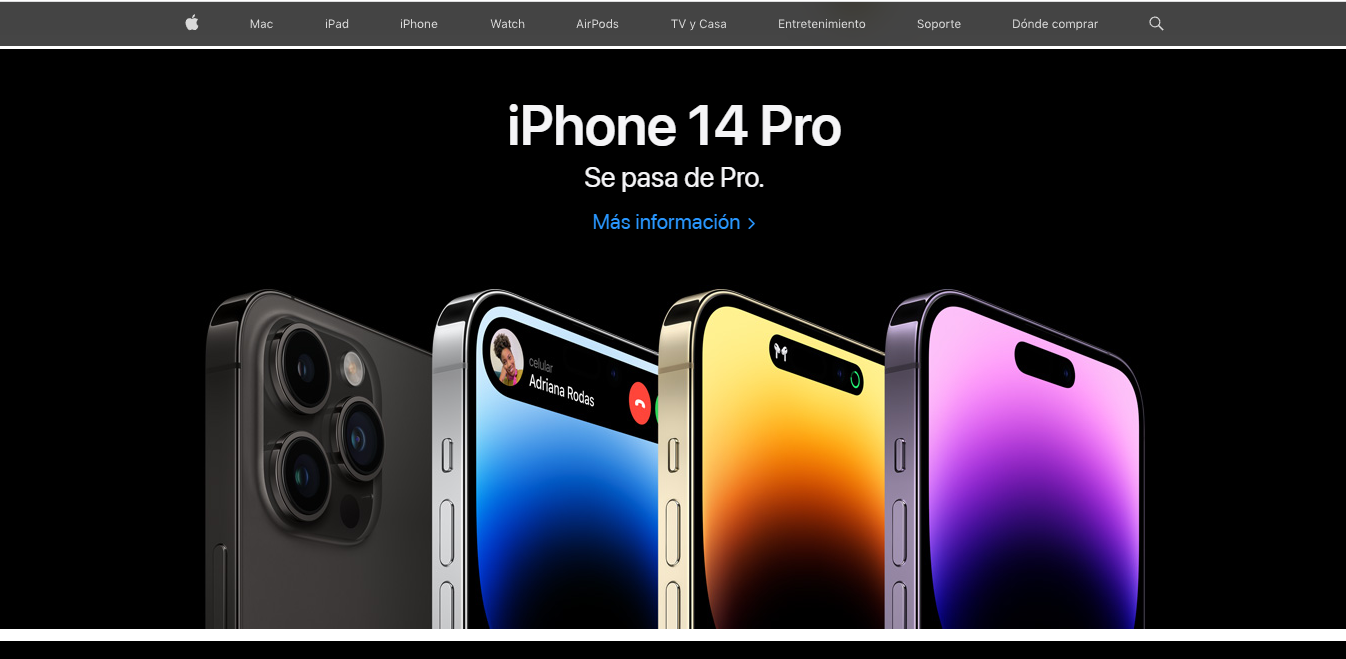 Mac iPad iPhone Watch AirPods TV y Casa Entretenimiento Soporte Dónde comprar
iPhone 14 Pro
Se pasa de Pro.
Más información >
celular
Adriana Rodas